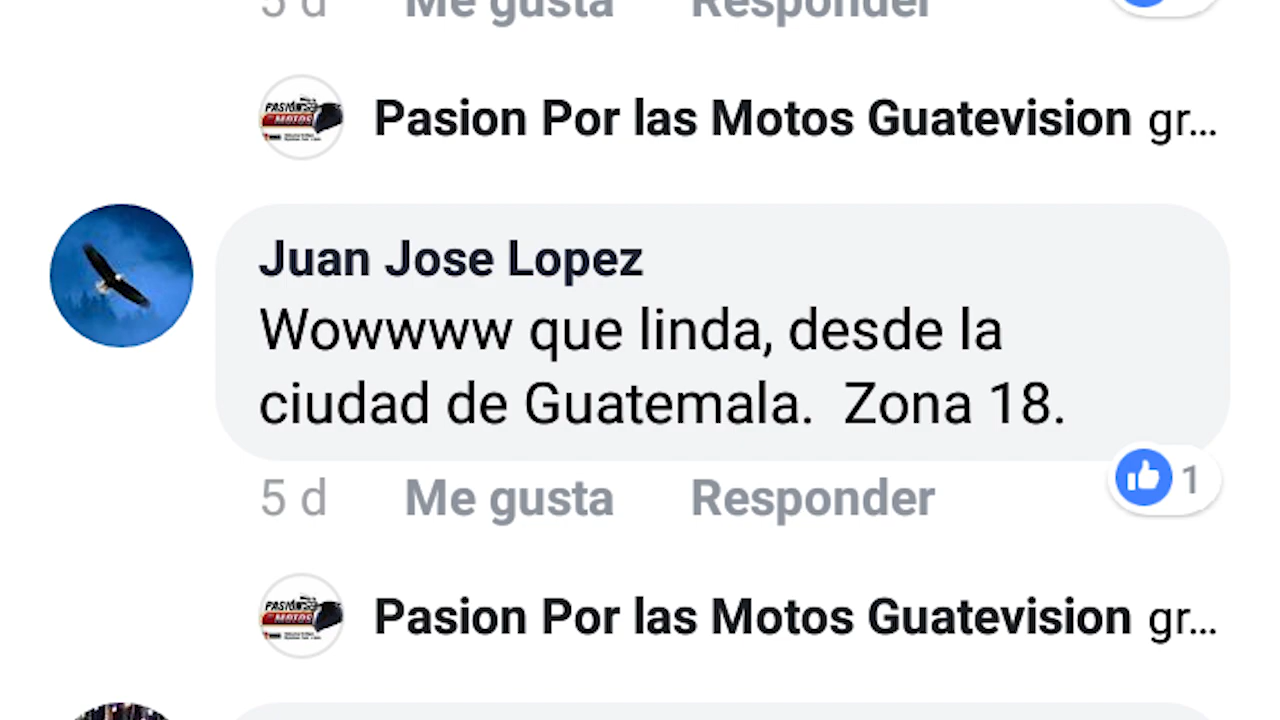 5 d Me gusta Responder
Pasion Por las Motos Guatevision gr...
Juan Jose Lopez
Wowwww que linda, desde la
ciudad de Guatemala. Zona 18.
5 d Me gusta Responder
1
Pasion Por las Motos Guatevision gr...